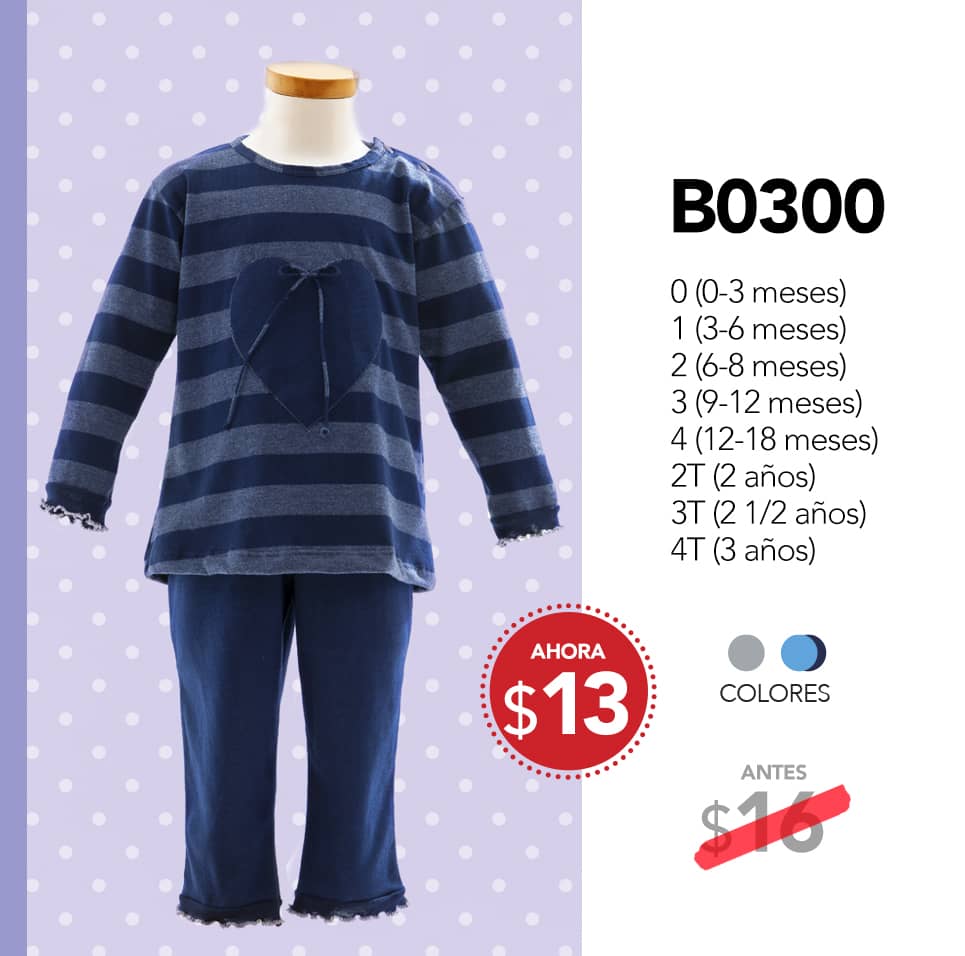 B0300
0 (0-3 meses)
1 (3-6 meses)
2 (6-8 meses)
3 (9-12 meses)
4 (12-18 meses)
2T (2 años)
3T (2 1/2 años)
4T (3 años)
COLORES
AHORA
$13
ANTES
$16